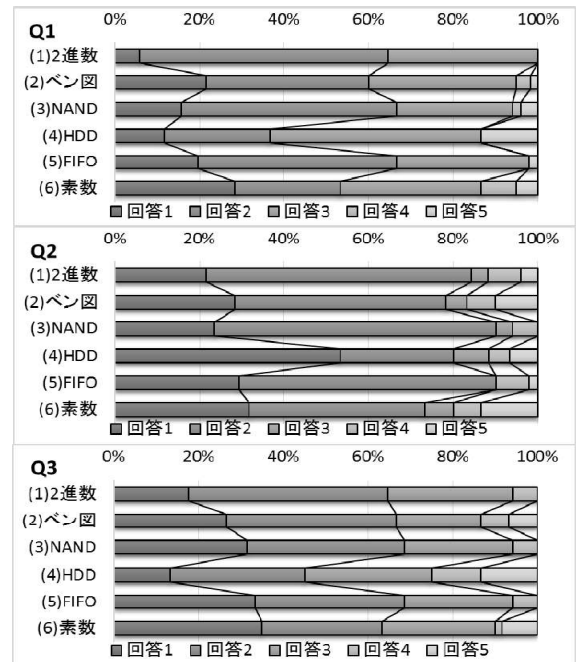 Q1
0% 20% 40% 60% 80% 100%
(1)2進数
(2)ベン図
(3)NAND
(4)HDD
(5)FIFO
(6)素数
回答1 回答2 回答3 回答4 回答5
Q2
0% 20% 40% 60% 80% 100%
(1)2進数
(2)ベン図
(3)NAND
(4)HDD
(5)FIFO
(6)素数
回答1 回答2 回答3 回答4 回答5
Q3
0% 20% 40% 60% 80% 100%
(1)2進数
(2)ベン図
(3)NAND
(4)HDD
(5)FIFO
(6)素数
回答1 回答2 回答3 回答4 回答5